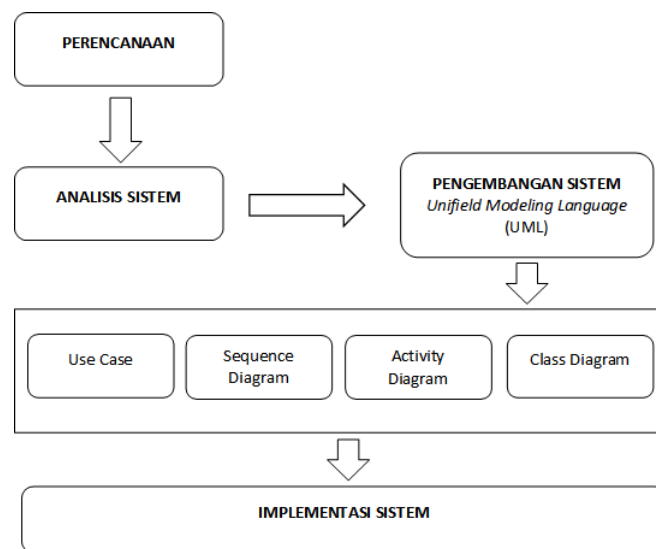 PERENCANAAN
ANALISIS SISTEM
PENGEMBANGAN SISTEM
Unifield Modeling Language
(UML)
Use Case
Sequence
Diagram
Activity
Diagram
Class Diagram
IMPLEMENTASI SISTEM